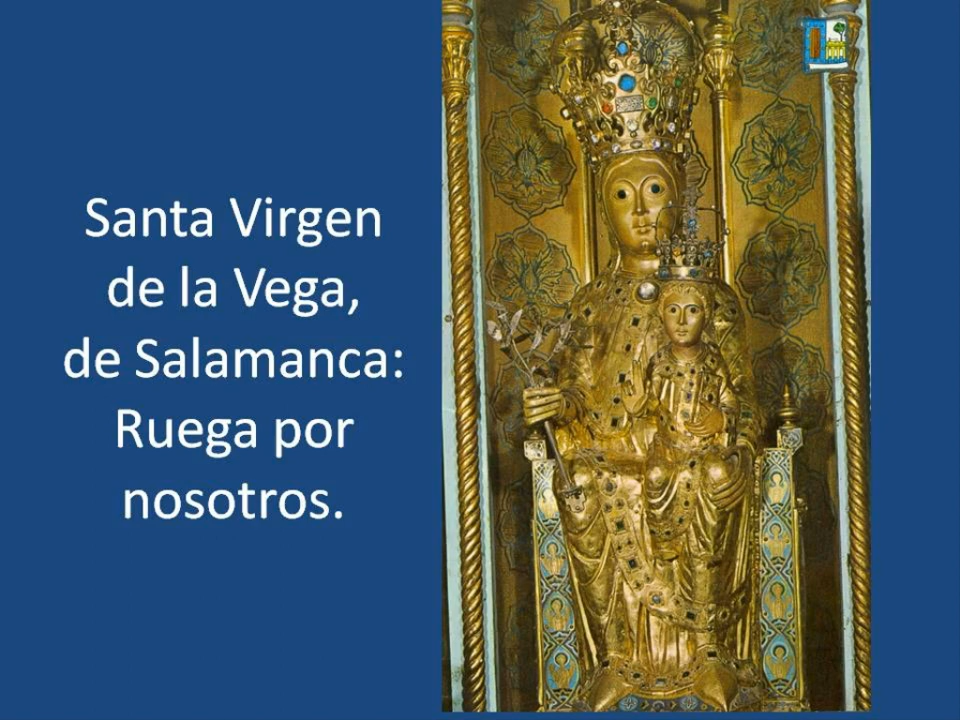 Santa Virgen
de la Vega,
de Salamanca:
Ruega por
nosotros.